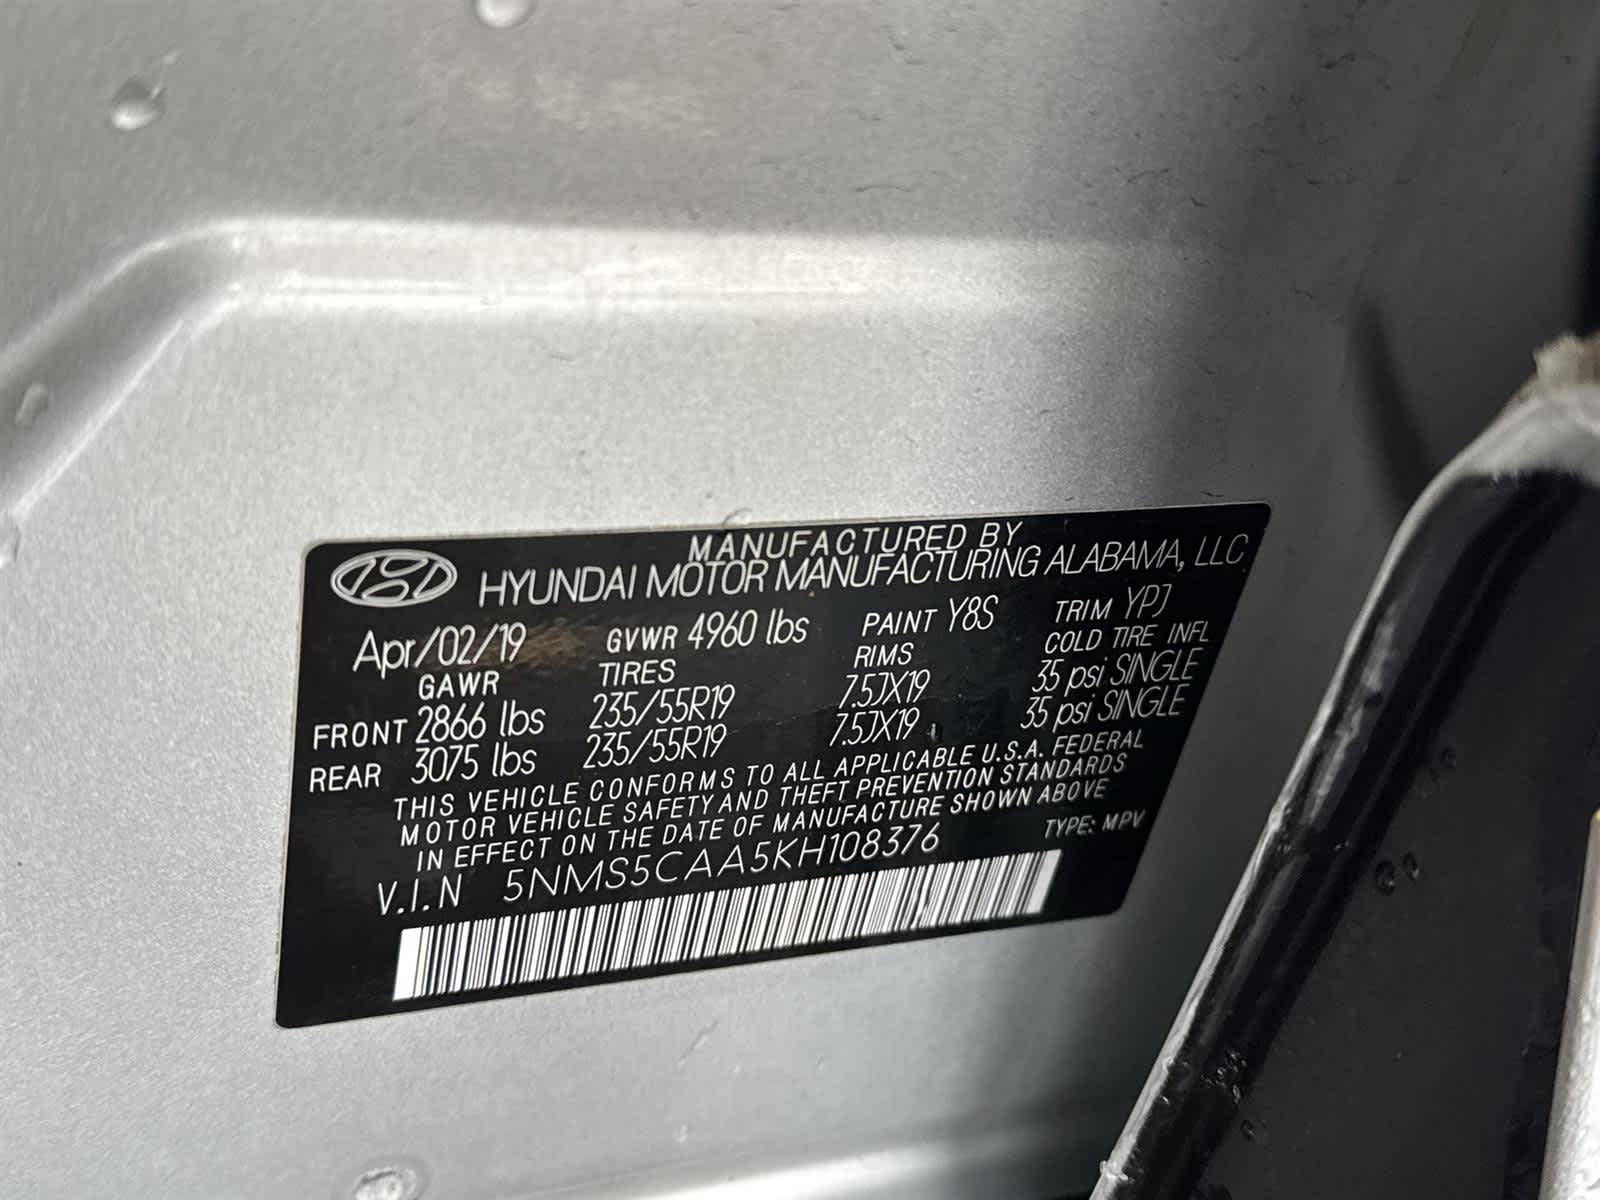 MANUFACTURED BY
HYUNDAI MOTOR MANUFACTURING ALABAMA, LLC
Apr/02/19 GVWR 4960 lbs PAINT Y8S TRIM YPJ
GAWR TIRES RIMS COLD TIRE INFL
FRONT 2866 lbs 235/55R19 7.5JX19 35 psi SINGLE
REAR 3075 lbs 235/55R19 7.5JX19 35 psi SINGLE
THIS VEHICLE CONFORMS TO ALL APPLICABLE U.S.A. FEDERAL
MOTOR VEHICLE SAFETY AND THEFT PREVENTION STANDARDS
IN EFFECT ON THE DATE OF MANUFACTURE SHOWN ABOVE
V.I.N 5NMS5CAA5KH108376 TYPE: MPV